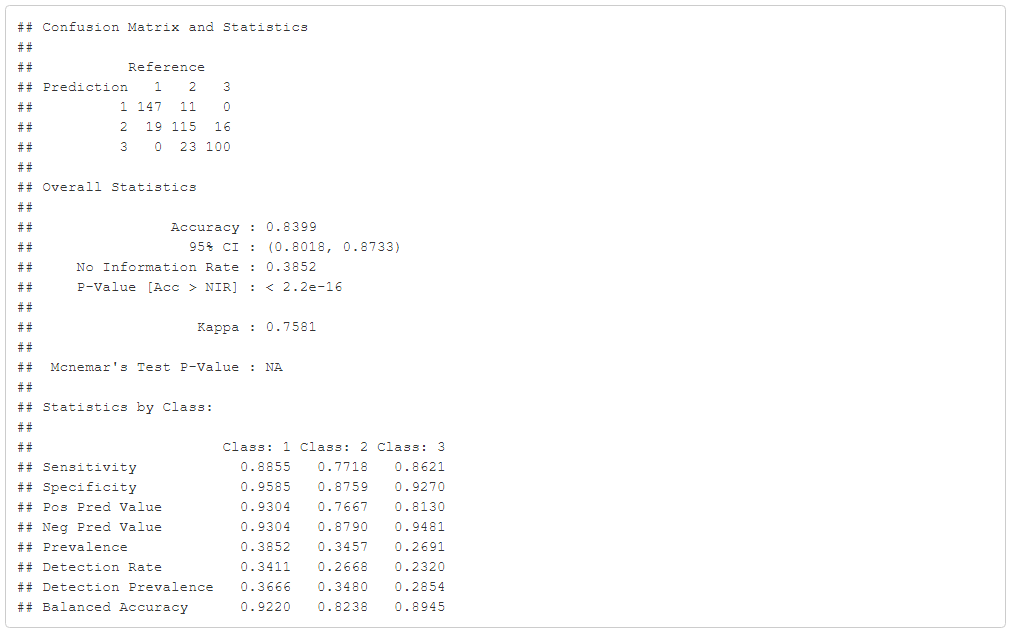 ## Confusion Matrix and Statistics
##
##           Reference
## Prediction   1   2   3
##          1 147  11   0
##          2  19 115  16
##          3   0  23 100
##
## Overall Statistics
##
##                Accuracy : 0.8399
##                  95% CI : (0.8018, 0.8733)
##     No Information Rate : 0.3852
##     P-Value [Acc > NIR] : < 2.2e-16
##
##                   Kappa : 0.7581
##
##  Mcnemar's Test P-Value : NA
##
## Statistics by Class:
##
##                      Class: 1 Class: 2 Class: 3
## Sensitivity            0.8855   0.7718   0.8621
## Specificity            0.9585   0.8759   0.9270
## Pos Pred Value         0.9304   0.7667   0.8130
## Neg Pred Value         0.9304   0.8790   0.9481
## Prevalence             0.3852   0.3457   0.2691
## Detection Rate         0.3411   0.2668   0.2320
## Detection Prevalence   0.3666   0.3480   0.2854
## Balanced Accuracy      0.9220   0.8238   0.8945